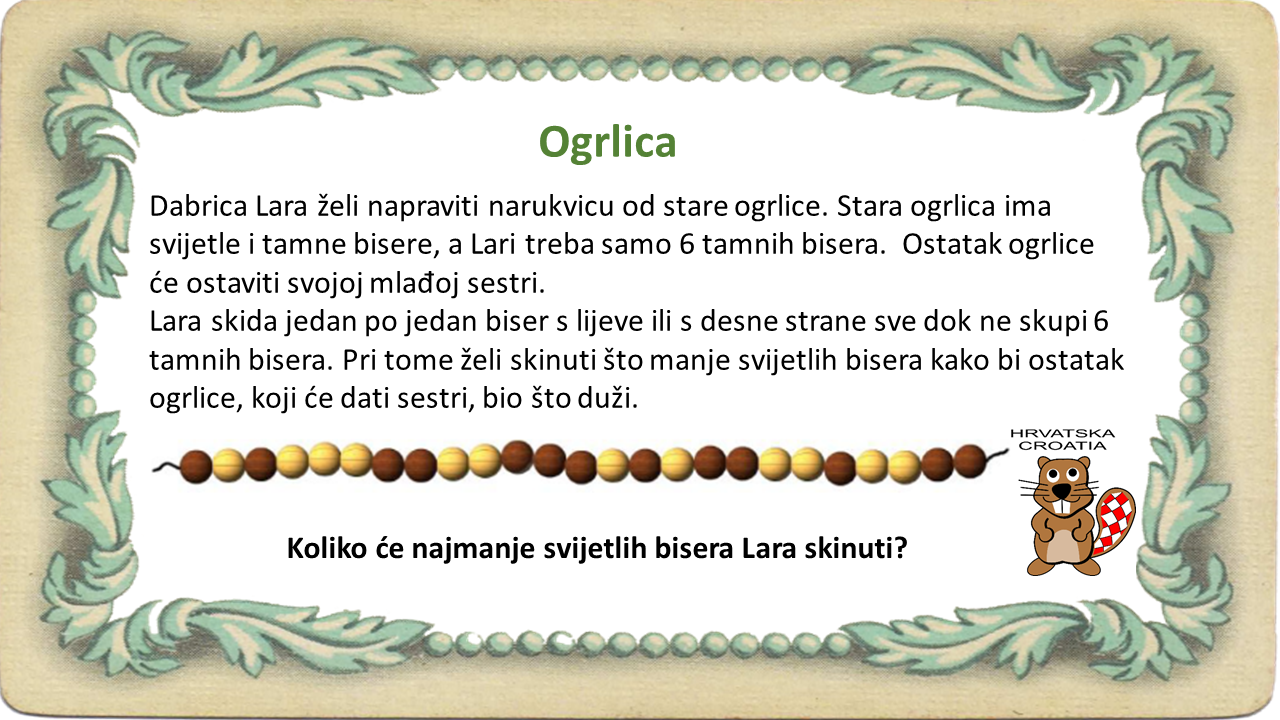 Ogrlica
Dabrica Lara želi napraviti narukvicu od stare ogrlice. Stara ogrlica ima
svijetle i tamne bisere, a Lari treba samo 6 tamnih bisera. Ostatak ogrlice
će ostaviti svojoj mlađoj sestri.
Lara skida jedan po jedan biser s lijeve ili s desne strane sve dok ne skupi 6
tamnih bisera. Pri tome želi skinuti što manje svijetlih bisera kako bi ostatak
ogrlice, koji će dati sestri, bio što duži.
HRVATSKA
CROATIA
Koliko će najmanje svijetlih bisera Lara skinuti?